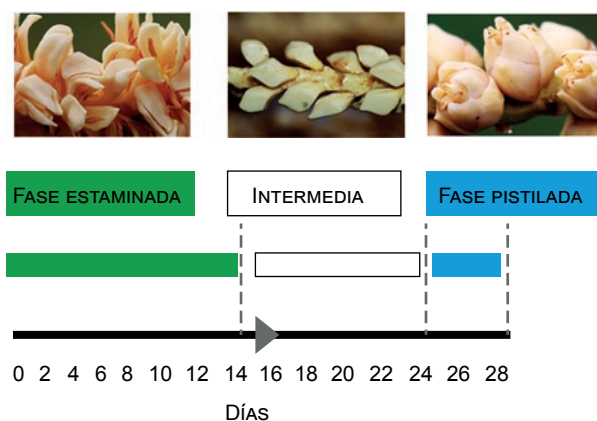 FASE ESTAMINADA INTERMEDIA FASE PISTILADA
0 2 4 6 8 10 12 14 16 18 20 22 24 26 28
DÍAS